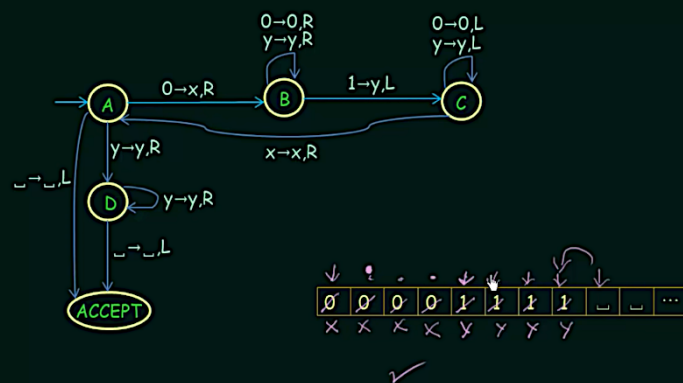 0→0,R
y→y,R
0→0,L
y→y,L
0→x,R
1→y,L
A
B
C
x→x,R
y→y,R
␣→␣,L
D
y→y,R
␣→␣,L
ACCEPT
0 0 0 0 1 1 1 1 ␣ ␣ ...
x x x x y y y y